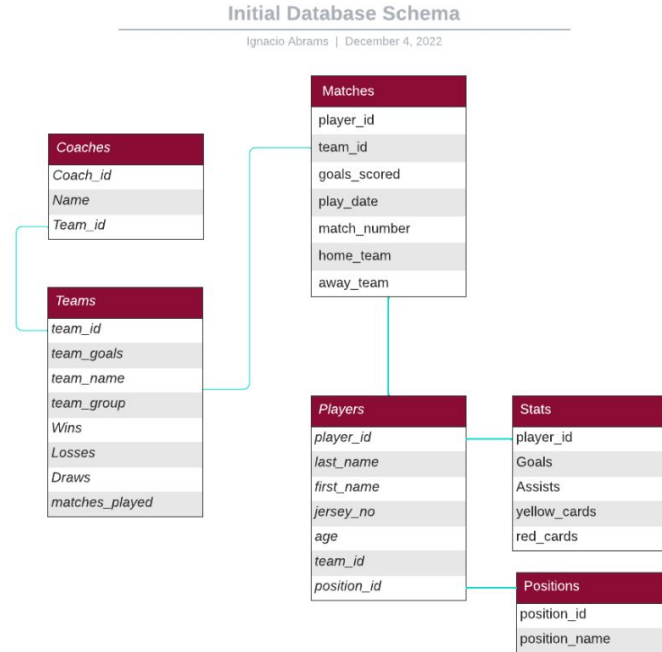 Initial Database Schema
Ignacio Abrams | December 4, 2022
Matches
player_id
team_id
goals_scored
play_date
match_number
home_team
away_team
Coaches
Coach_id
Name
Team_id
Teams
team_id
team_goals
team_name
team_group
Wins
Losses
Draws
matches_played
Players
player_id
last_name
first_name
jersey_no
age
team_id
position_id
Stats
player_id
Goals
Assists
yellow_cards
red_cards
Positions
position_id
position_name